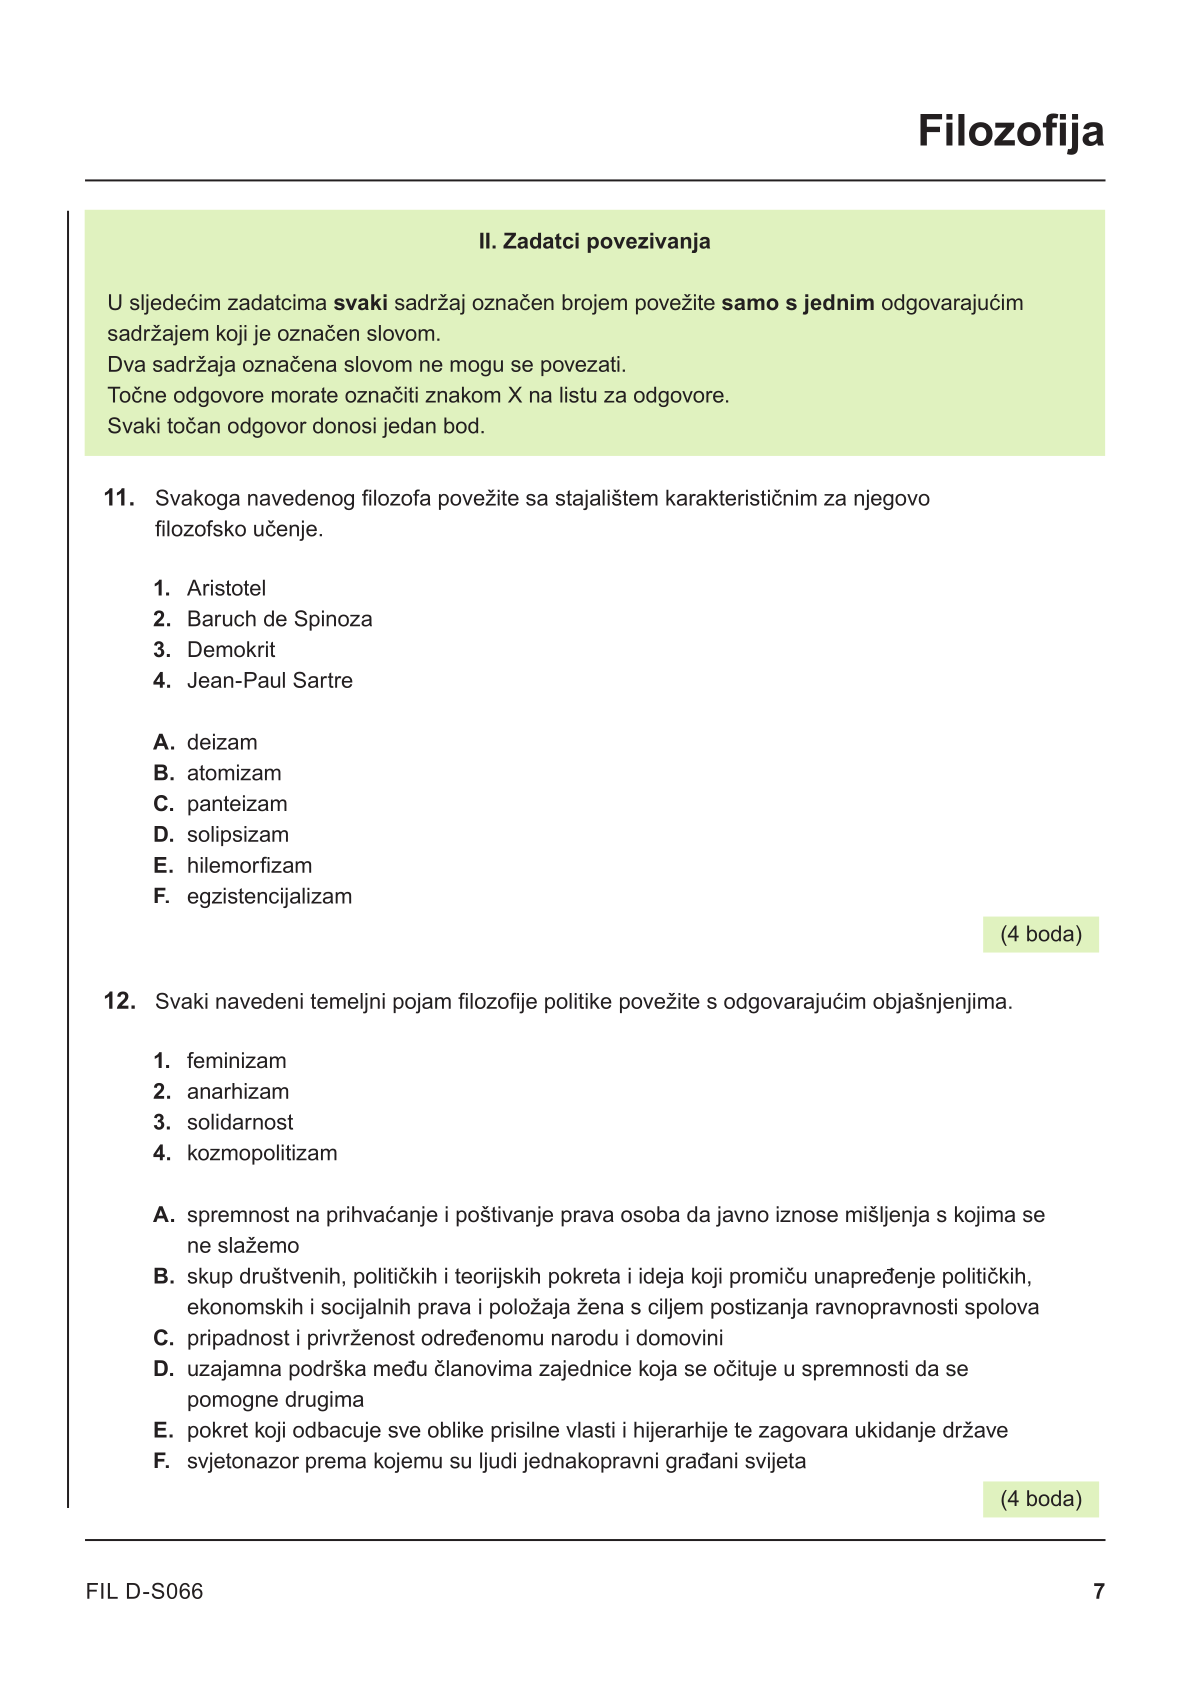 Filozofija
II. Zadatci povezivanja
U sljedećim zadatcima svaki sadržaj označen brojem povežite samo s jednim odgovarajućim
sadržajem koji je označen slovom.
Dva sadržaja označena slovom ne mogu se povezati.
Točne odgovore morate označiti znakom X na listu za odgovore.
Svaki točan odgovor donosi jedan bod.
11. Svakoga navedenog filozofa povežite sa stajalištem karakterističnim za njegovo
filozofsko učenje.
1. Aristotel
2. Baruch de Spinoza
3. Demokrit
4. Jean-Paul Sartre
A. deizam
B. atomizam
C. panteizam
D. solipsizam
E. hilemorfizam
F. egzistencijalizam
(4 boda)
12. Svaki navedeni temeljni pojam filozofije politike povežite s odgovarajućim objašnjenjima.
1. feminizam
2. anarhizam
3. solidarnost
4. kozmopolitizam
A. spremnost na prihvaćanje i poštivanje prava osoba da javno iznose mišljenja s kojima se
ne slažemo
B. skup društvenih, političkih i teorijskih pokreta i ideja koji promiču unapređenje političkih,
ekonomskih i socijalnih prava i položaja žena s ciljem postizanja ravnopravnosti spolova
C. pripadnost i privrženost određenomu narodu i domovini
D. uzajamna podrška među članovima zajednice koja se očituje u spremnosti da se
pomogne drugima
E. pokret koji odbacuje sve oblike prisilne vlasti i hijerarhije te zagovara ukidanje države
F. svjetonazor prema kojemu su ljudi jednakopravni građani svijeta
(4 boda)
FIL D-S066
7